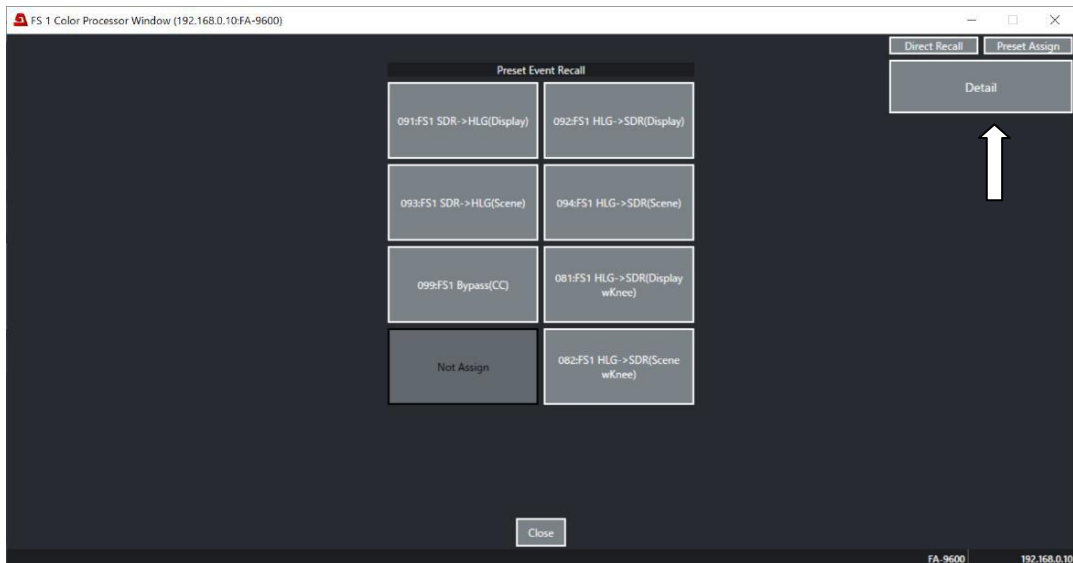 FS 1 Color Processor Window (192.168.0.10:FA-9600)
Direct Recall
Preset Assign
Detail
Preset Event Recall
091:FS1 SDR->HLG(Display)
092:FS1 HLG->SDR(Display)
093:FS1 SDR->HLG(Scene)
094:FS1 HLG->SDR(Scene)
099:FS1 Bypass(CC)
081:FS1 HLG->SDR(Display
wKnee)
Not Assign
082:FS1 HLG->SDR(Scene
wKnee)
Close
FA-9600
192.168.0.10